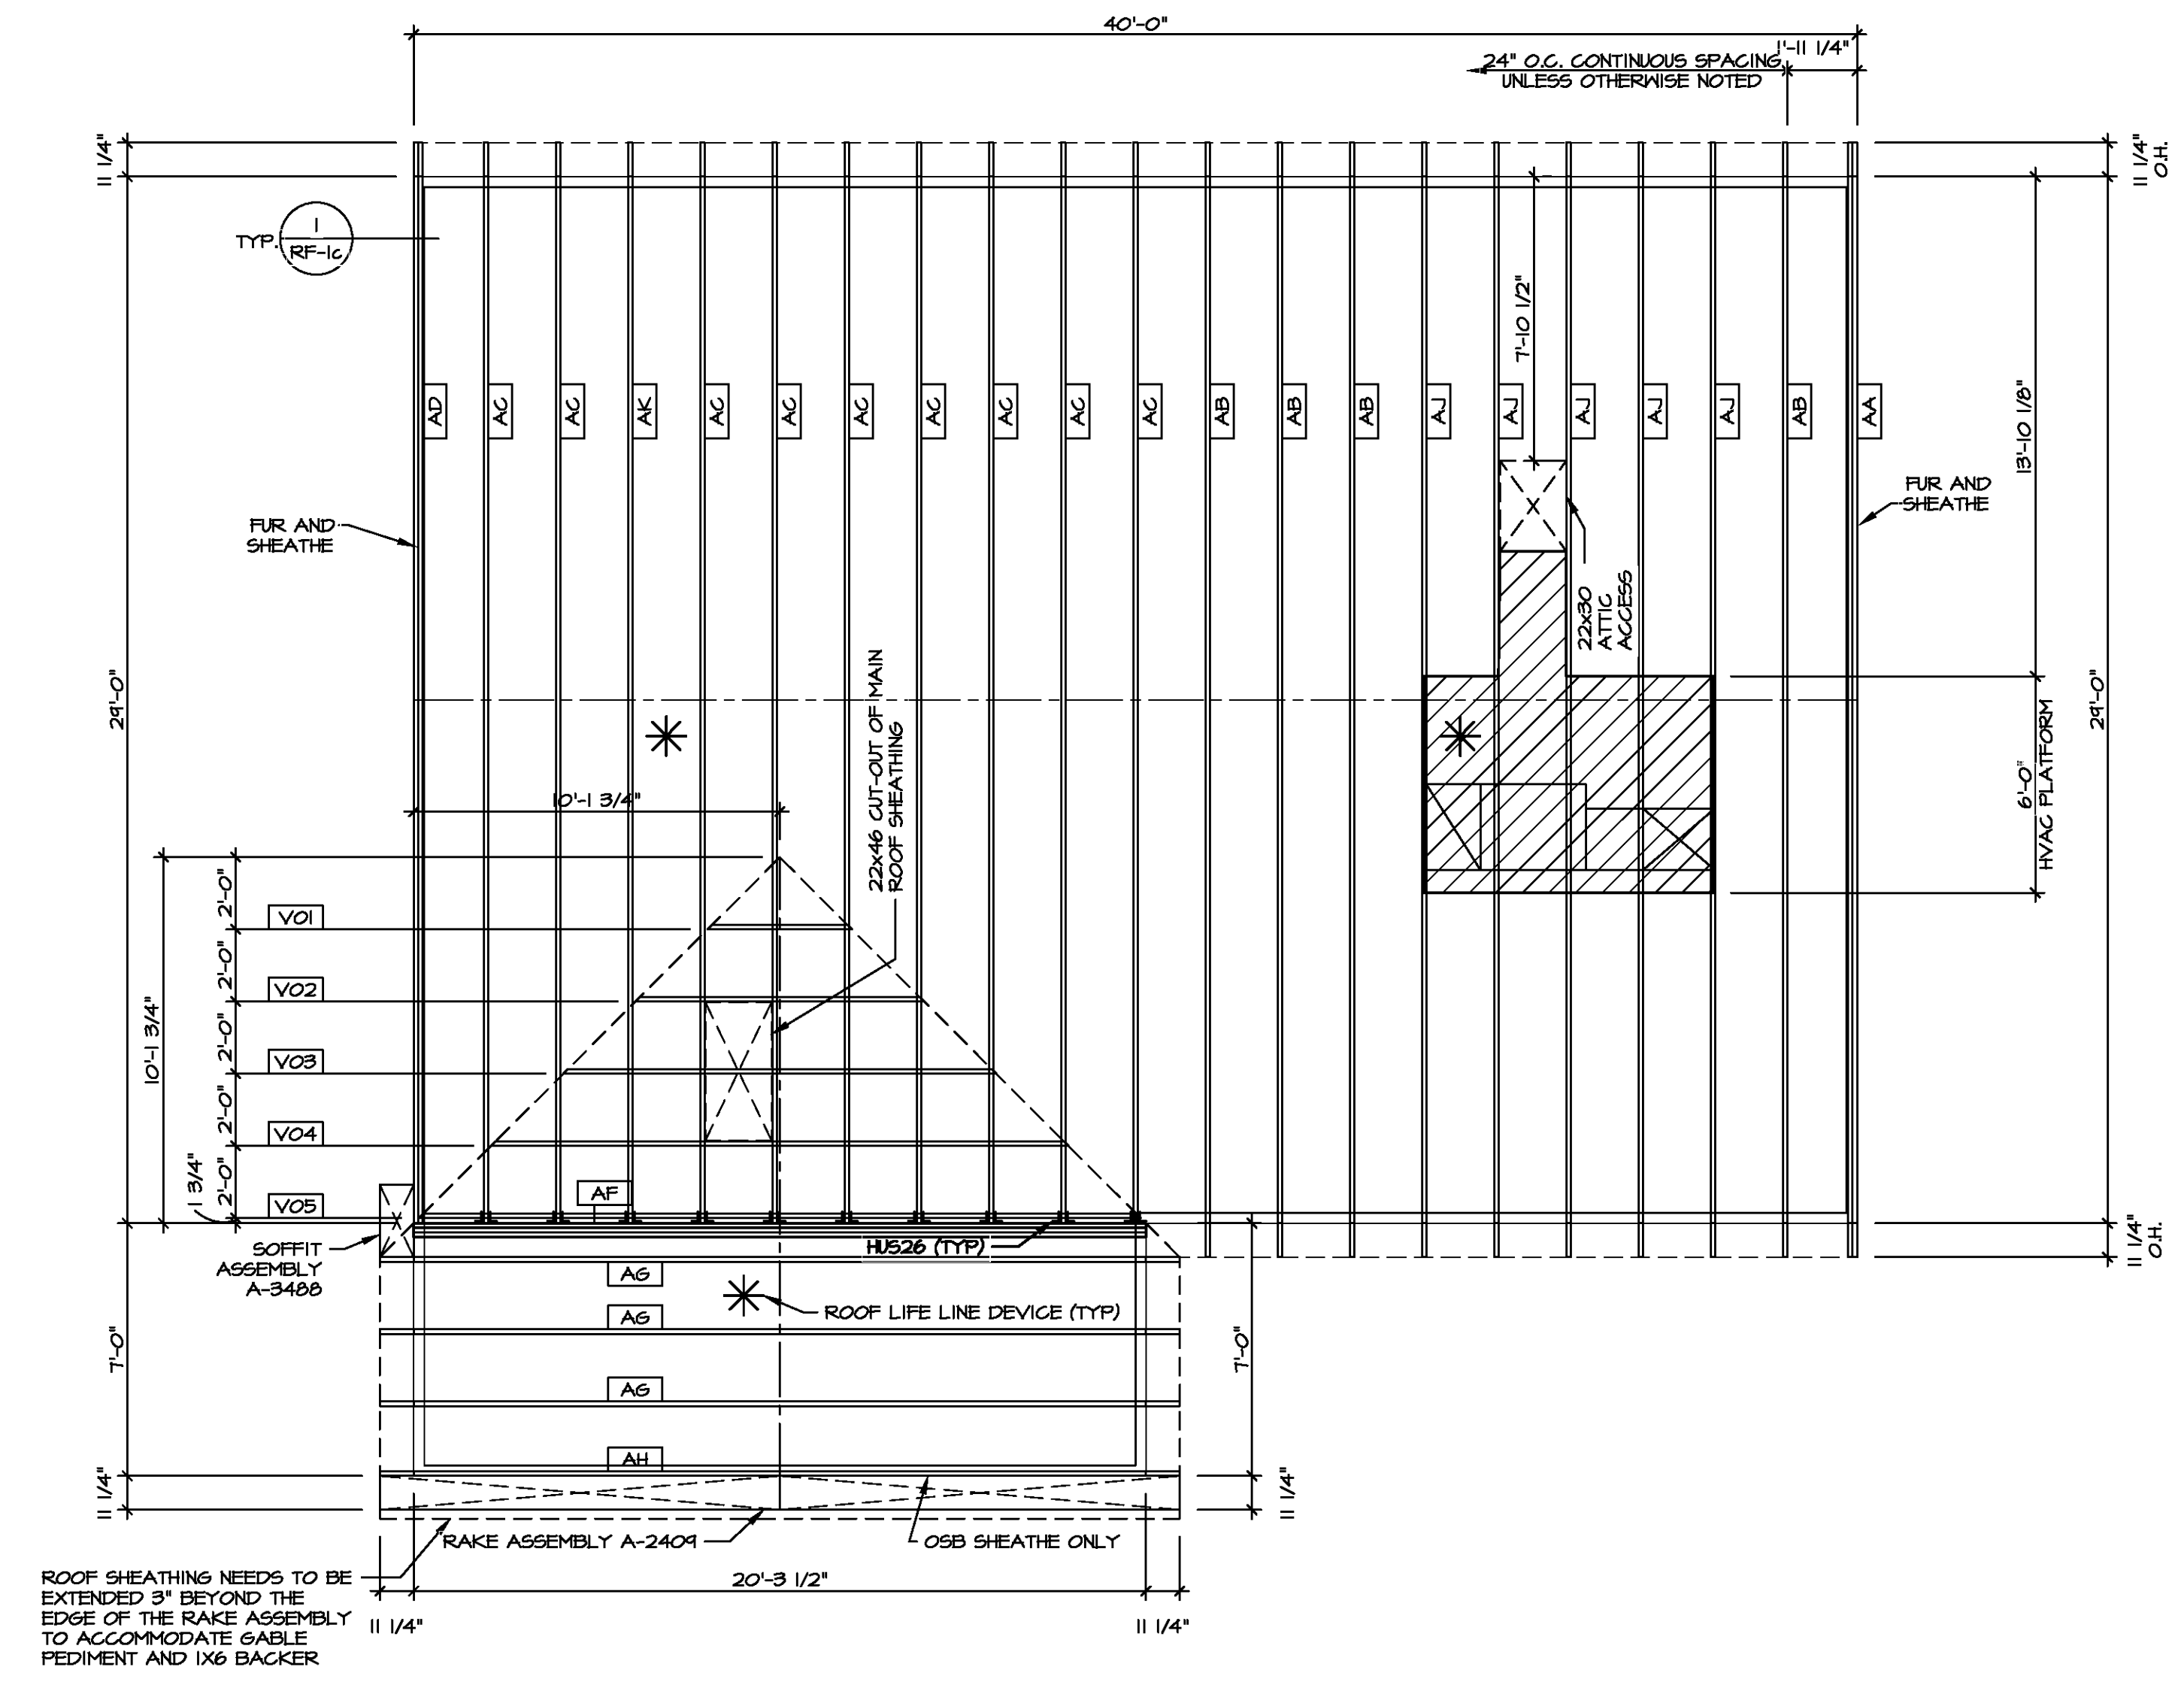 40'-0"
1'-11 1/4"
24" O.C. CONTINUOUS SPACING
UNLESS OTHERWISE NOTED
11 1/4"
11 1/4"
O.H.
TYP.
1
RF-1c
7'-10 1/2"
AD
AC
AC
AK
AC
AC
AC
AC
AC
AC
AC
AB
AB
AB
AJ
AJ
AJ
AJ
AJ
AB
AA
13'-10 1/8"
FUR AND
SHEATHE
FUR AND
SHEATHE
22x30
ATTIC
ACCESS
29'-0"
29'-0"
22x46 CUT-OUT OF MAIN
ROOF SHEATHING
6'-0"
HVAC PLATFORM
10'-1 3/4"
2'-0"
V01
2'-0"
V02
10'-1 3/4"
2'-0"
V03
2'-0"
V04
1 3/4"
2'-0"
V05
AF
SOFFIT
ASSEMBLY
A-3488
HUS26 (TYP)
11 1/4"
O.H.
AG
ROOF LIFE LINE DEVICE (TYP)
AG
7'-0"
7'-0"
AG
AH
11 1/4"
11 1/4"
RAKE ASSEMBLY A-2409
OSB SHEATHE ONLY
ROOF SHEATHING NEEDS TO BE
EXTENDED 3" BEYOND THE
EDGE OF THE RAKE ASSEMBLY
TO ACCOMMODATE GABLE
PEDIMENT AND 1X6 BACKER
20'-3 1/2"
11 1/4"
11 1/4"